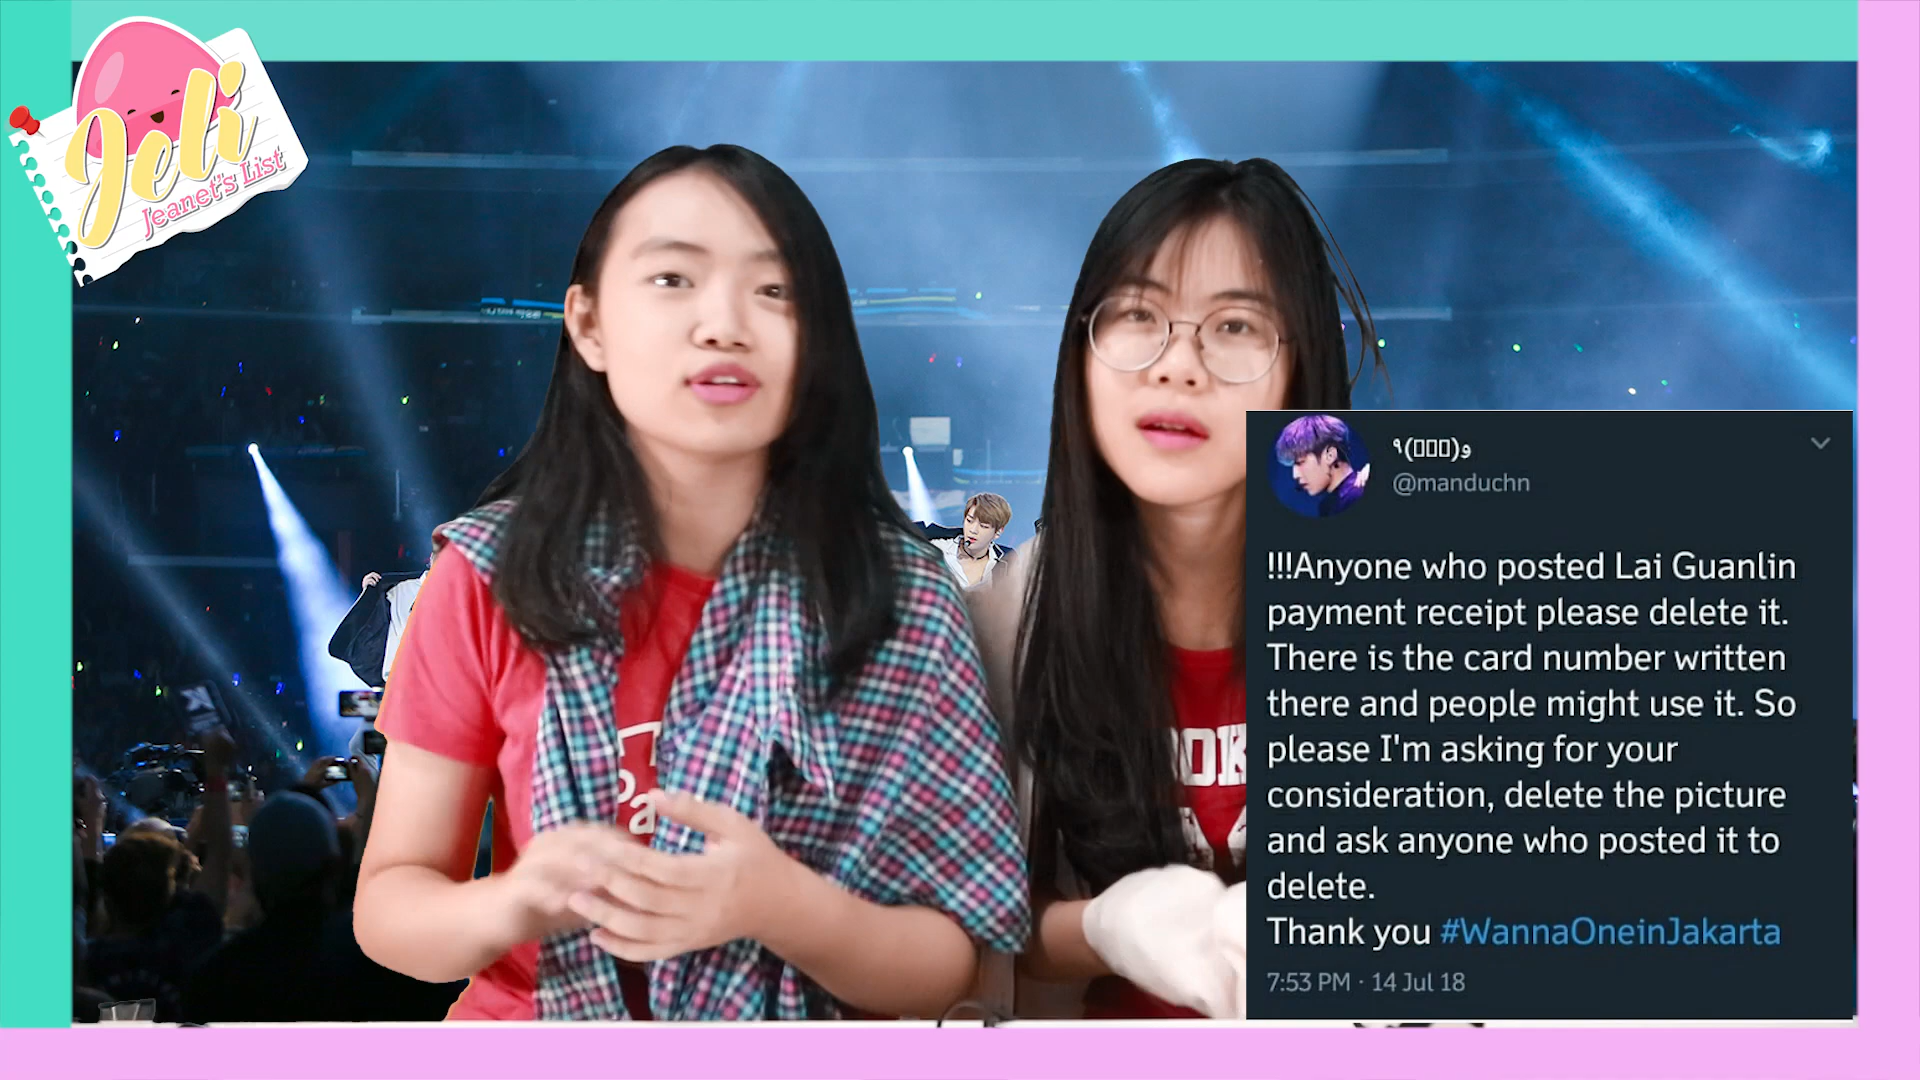 Jeli
Jeanet's List
٩(▯▯▯)و
@manduchn
!!!Anyone who posted Lai Guanlin
payment receipt please delete it.
There is the card number written
there and people might use it. So
please I'm asking for your
consideration, delete the picture
and ask anyone who posted it to
delete.
Thank you #WannaOneinJakarta
7:53 PM · 14 Jul 18